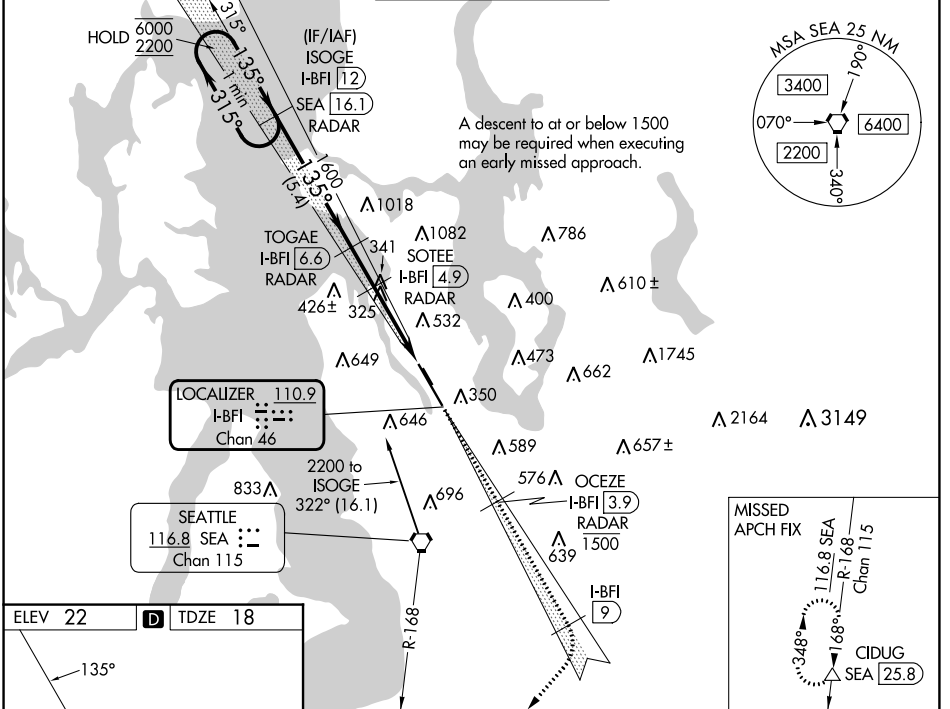 315°
HOLD 6000
2200
135°
1 min
315°
(IF/IAF)
ISOGE
I-BFI 12
SEA 16.1
RADAR
MSA SEA 25 NM
190°
3400
070°
6400
2200
340°
A descent to at or below 1500
may be required when executing
an early missed approach.
1600
135°
(5.4)
1018
TOGAE
I-BFI 6.6
RADAR
341
1082
786
SOTEE
I-BFI 4.9
RADAR
426±
325
610±
400
532
649
473
662
1745
LOCALIZER 110.9
I-BFI
Chan 46
350
646
2164
3149
589
657±
2200 to
ISOGE
322° (16.1)
833
696
576
OCEZE
I-BFI 3.9
RADAR
1500
639
SEATTLE
116.8 SEA
Chan 115
I-BFI
9
R-168
MISSED
APCH FIX
116.8 SEA
R-168
Chan 115
348°
168°
CIDUG
SEA 25.8
ELEV 22
D
TDZE 18
135°